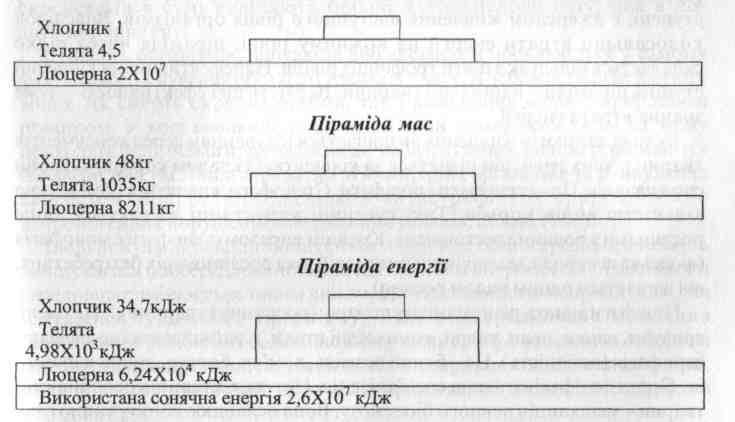 Хлопчик 1
Телята 4,5
Люцерна 2X10⁷
Піраміда мас
Хлопчик 48кг
Телята 1035кг
Люцерна 8211кг
Піраміда енергії
Хлопчик 34,7кДж
Телята
4,98X10³кДж
Люцерна 6,24X10⁴ кДж
Використана сонячна енергія 2,6X10⁷ кДж